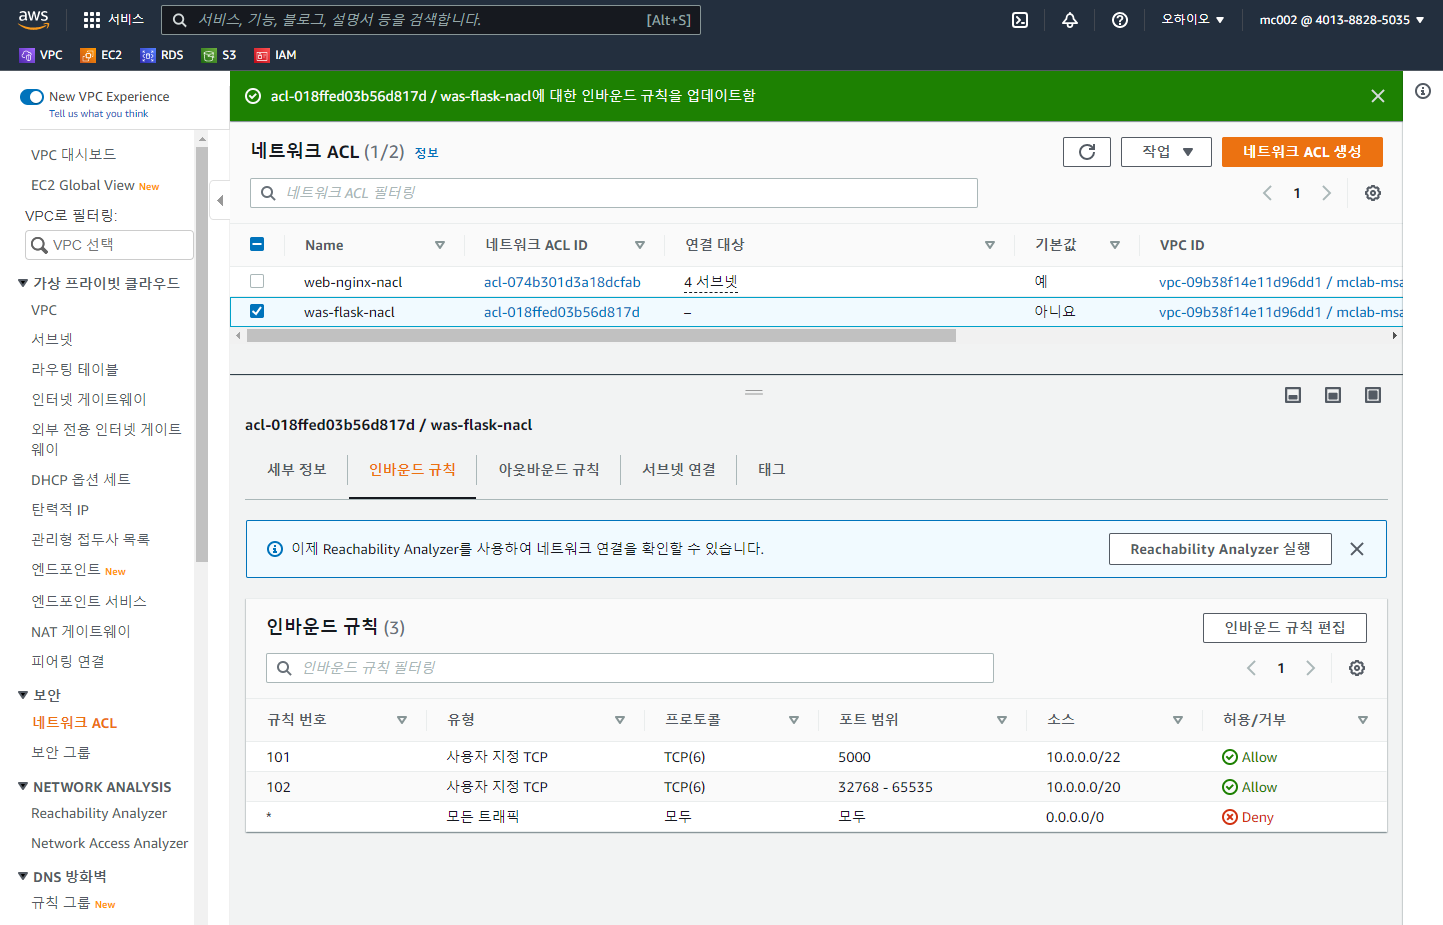 aws
서비스
서비스, 기능, 블로그, 설명서 등을 검색합니다.
[Alt+S]
오하이오 ▼
mc002 @ 4013-8828-5035 ▼
VPC
EC2
RDS
S3
IAM
New VPC Experience
Tell us what you think
VPC 대시보드
EC2 Global View New
VPC로 필터링:
VPC 선택
가상 프라이빗 클라우드
VPC
서브넷
라우팅 테이블
인터넷 게이트웨이
외부 전용 인터넷 게이트
웨이
DHCP 옵션 세트
탄력적 IP
관리형 접두사 목록
엔드포인트 New
엔드포인트 서비스
NAT 게이트웨이
피어링 연결
보안
네트워크 ACL
보안 그룹
NETWORK ANALYSIS
Reachability Analyzer
Network Access Analyzer
DNS 방화벽
규칙 그룹 New
acl-018ffed03b56d817d / was-flask-nacl에 대한 인바운드 규칙을 업데이트함
네트워크 ACL (1/2) 정보
작업 ▼
네트워크 ACL 생성
네트워크 ACL 필터링
1
Name 네트워크 ACL ID 연결 대상 기본값 VPC ID
web-nginx-nacl acl-074b301d3a18dcfab 4 서브넷 예 vpc-09b38f14e11d96dd1 / mclab-msa
was-flask-nacl acl-018ffed03b56d817d – 아니요 vpc-09b38f14e11d96dd1 / mclab-msa
acl-018ffed03b56d817d / was-flask-nacl
세부 정보 인바운드 규칙 아웃바운드 규칙 서브넷 연결 태그
이제 Reachability Analyzer를 사용하여 네트워크 연결을 확인할 수 있습니다.
Reachability Analyzer 실행
인바운드 규칙 (3)
인바운드 규칙 편집
인바운드 규칙 필터링
1
규칙 번호 유형 프로토콜 포트 범위 소스 허용/거부
101 사용자 지정 TCP TCP(6) 5000 10.0.0.0/22 Allow
102 사용자 지정 TCP TCP(6) 32768 - 65535 10.0.0.0/20 Allow
* 모든 트래픽 모두 모두 0.0.0.0/0 Deny